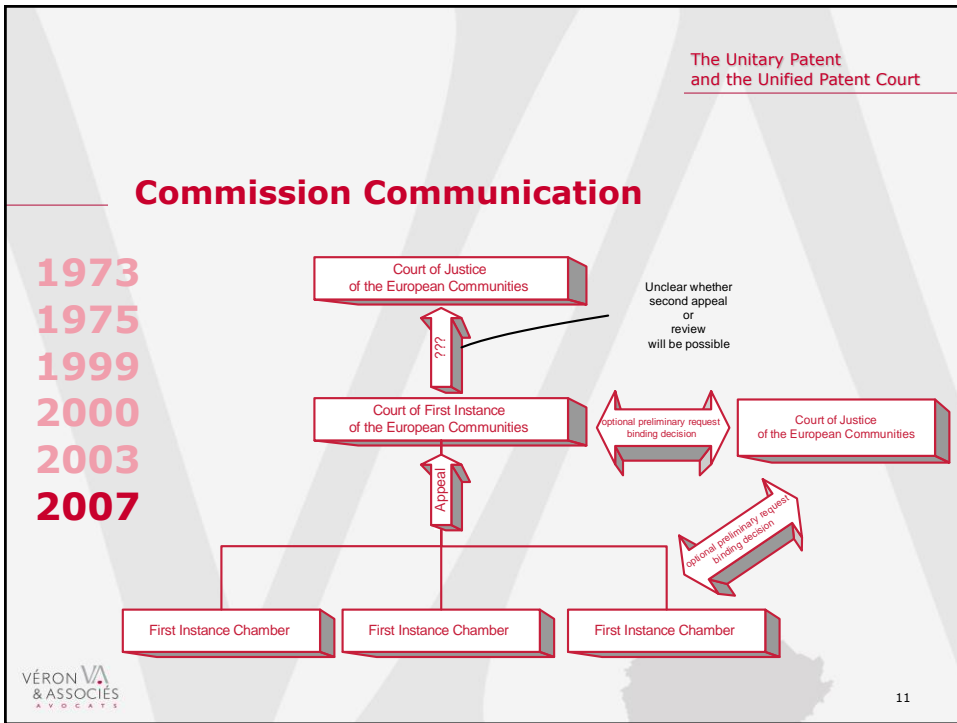 The Unitary Patent
and the Unified Patent Court
Commission Communication
1973
1975
1999
2000
2003
2007
Court of Justice
of the European Communities
Unclear whether
second appeal
or
review
will be possible
???
Court of First Instance
of the European Communities
optional preliminary request
binding decision
Court of Justice
of the European Communities
Appeal
optional preliminary request
binding decision
First Instance Chamber
First Instance Chamber
First Instance Chamber
VÉRON VA
& ASSOCIÉS
AVOCATS
11